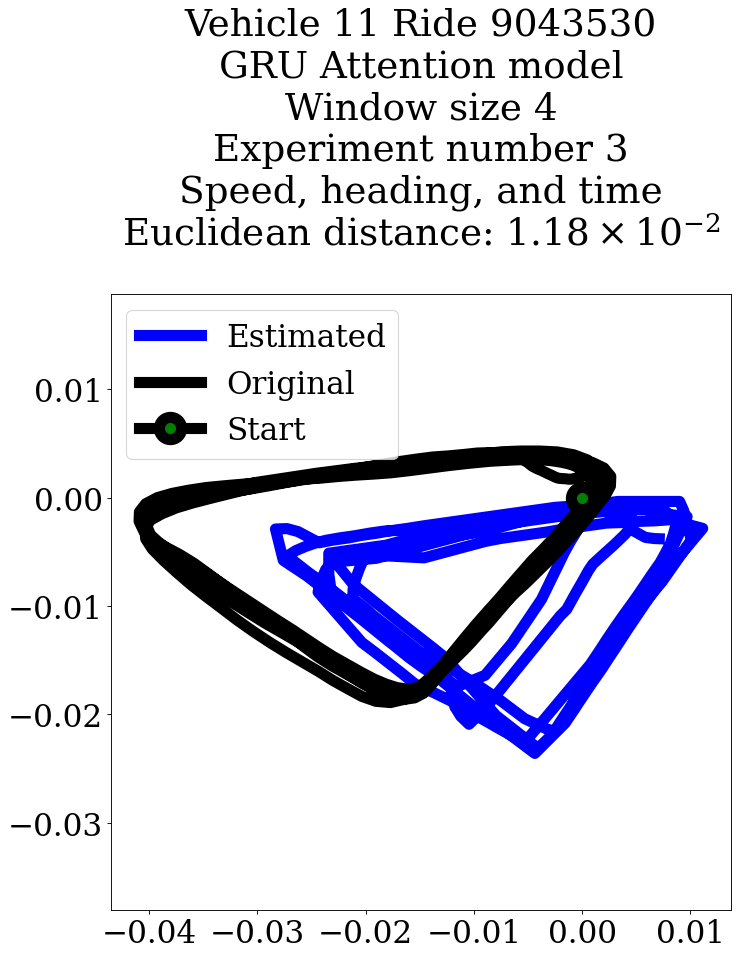 Vehicle 11 Ride 9043530
GRU Attention model
Window size 4
Experiment number 3
Speed, heading, and time
Euclidean distance: 1.18 × 10⁻²
Estimated
Original
Start
0.01
0.00
−0.01
−0.02
−0.03
−0.04 −0.03 −0.02 −0.01 0.00 0.01